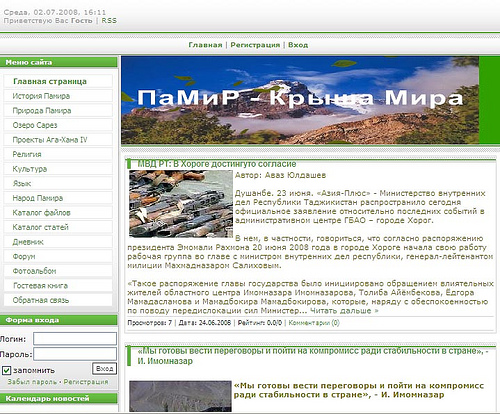 Среда, 02.07.2008, 16:11
Приветствую Вас Гость | RSS
Главная | Регистрация | Вход
Меню сайта
Главная страница
История Памира
Природа Памира
Озеро Сарез
Проекты Ага-Хана IV
Религия
Культура
Язык
Народ Памира
Каталог файлов
Каталог статей
Дневник
Форум
Фотоальбом
Гостевая книга
Обратная связь
Форма входа
Логин:
Пароль:
запомнить Вход
Забыл пароль · Регистрация
Календарь новостей
ПаМиР - Крыша Мира
МВД РТ: В Хороге достингуто согласие
Автор: Аваз Юлдашев
Душанбе. 23 июня. «Азия-Плюс» - Министерство внутренних
дел Республики Таджикистан распространило сегодня
официальное заявление относительно последних событий в
административном центре ГБАО – городе Хорог.
В нем, в частности, говориться, что согласно распоряжению
президента Эмомали Рахмона 20 июня 2008 года в городе Хороге начала свою работу
рабочая группа во главе с министром внутренних дел республики, генерал-лейтенантом
милиции Махмадназаром Салиховым.
«Такое распоряжение главы государства было инициировано обращением влиятельных
жителей областного центра Имомназара Имомназарова, Толиба Айёмбекова, Ёдгора
Мамадасламова и Мамадбокира Мамадбокирова, которые, наряду с обеспокоенностью
по поводу передислокации сил Министер... Читать дальше »
Просмотров: 7 | Дата: 24.06.2008 | Рейтинг: 0.0/0 | Комментарии (0)
«Мы готовы вести переговоры и пойти на компромисс ради стабильности в стране», -
И. Имомназар
«Мы готовы вести переговоры и пойти на компромисс
ради стабильности в стране», - И. Имомназар